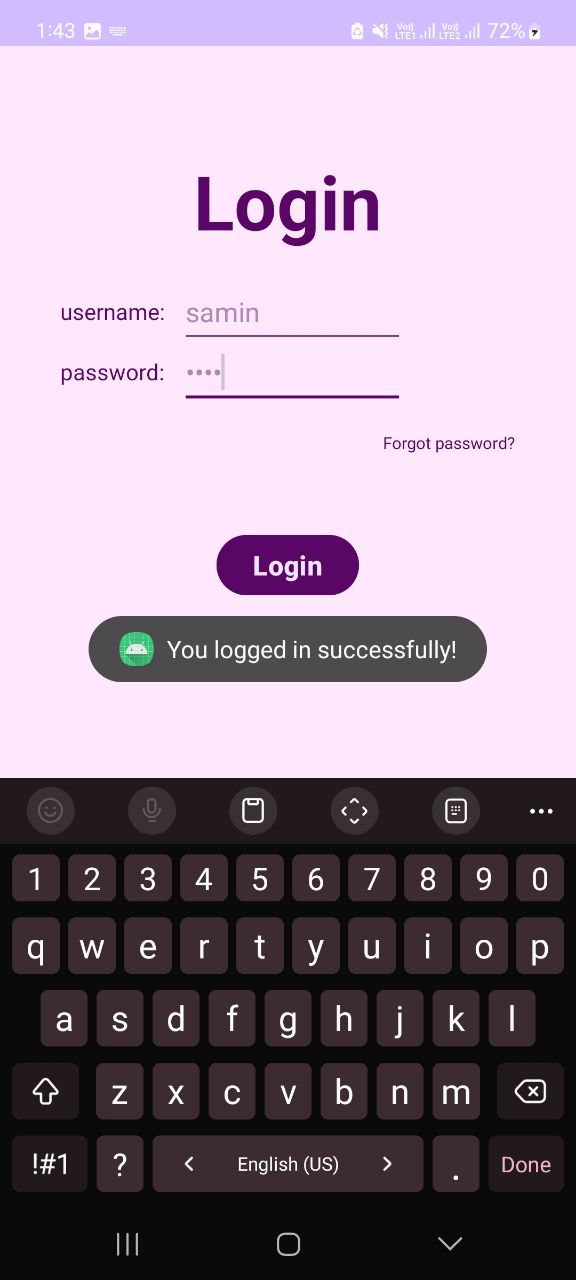 1:43 Vo)) LTE1 Vo)) LTE2 72%
Login
username: samin
password: ••••
Forgot password?
Login
You logged in successfully!
1 2 3 4 5 6 7 8 9 0
q w e r t y u i o p
a s d f g h j k l
z x c v b n m
!#1 ? < English (US) > . Done